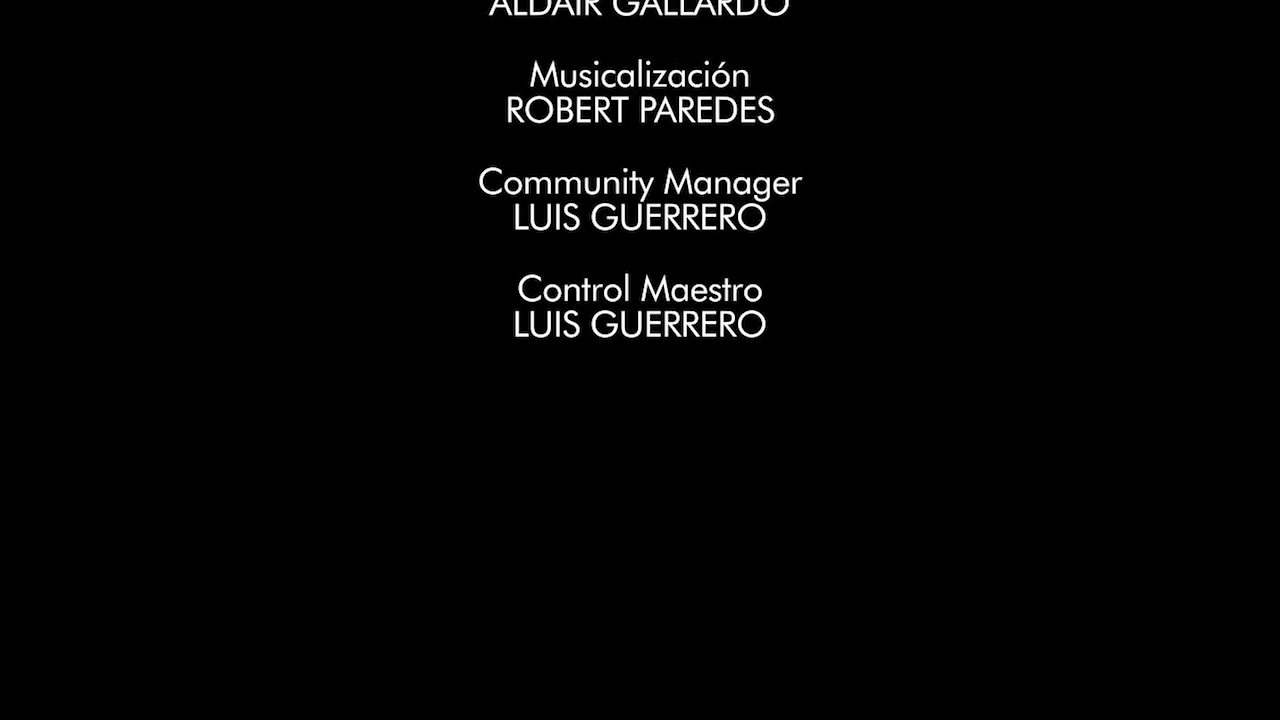 ALDAIR GALLARDO
Musicalización
ROBERT PAREDES
Community Manager
LUIS GUERRERO
Control Maestro
LUIS GUERRERO